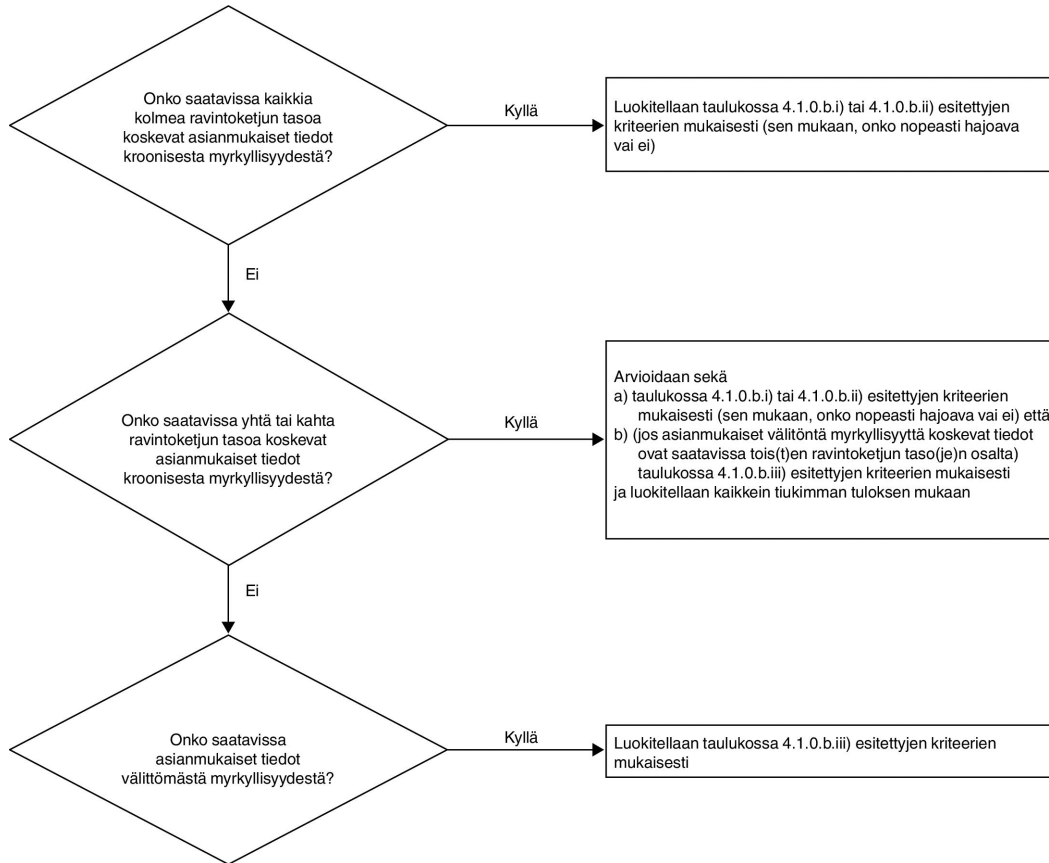 Onko saatavissa kaikkia
kolmea ravintoketjun tasoa
koskevat asianmukaiset tiedot
kroonisesta myrkyllisyydestä?
Kyllä
Luokitellaan taulukossa 4.1.0.b.i) tai 4.1.0.b.ii) esitettyjen
kriteerien mukaisesti (sen mukaan, onko nopeasti hajoava
vai ei)
Ei
Onko saatavissa yhtä tai kahta
ravintoketjun tasoa koskevat
asianmukaiset tiedot
kroonisesta myrkyllisyydestä?
Kyllä
Arvioidaan sekä
a) taulukossa 4.1.0.b.i) tai 4.1.0.b.ii) esitettyjen kriteerien
mukaisesti (sen mukaan, onko nopeasti hajoava vai ei) että
b) (jos asianmukaiset välitöntä myrkyllisyyttä koskevat tiedot
ovat saatavissa tois(t)en ravintoketjun taso(je)n osalta)
taulukossa 4.1.0.b.iii) esitettyjen kriteerien mukaisesti
ja luokitellaan kaikkein tiukimman tuloksen mukaan
Ei
Onko saatavissa
asianmukaiset tiedot
välittömästä myrkyllisyydestä?
Kyllä
Luokitellaan taulukossa 4.1.0.b.iii) esitettyjen kriteerien
mukaisesti